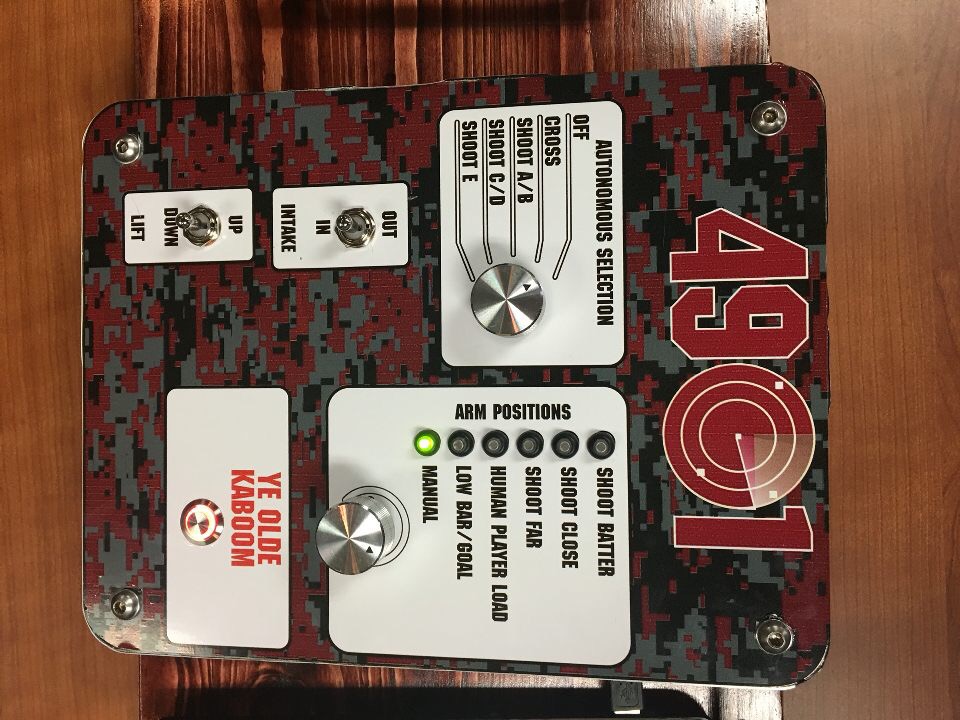 4901
AUTONOMOUS SELECTION
OFF
CROSS
SHOOT A/B
SHOOT C/D
SHOOT E
ARM POSITIONS
SHOOT BATTER
SHOOT CLOSE
SHOOT FAR
HUMAN PLAYER LOAD
LOW BAR/GOAL
MANUAL
OUT
IN
INTAKE
UP
DOWN
LIFT
YE OLDE
KABOOM